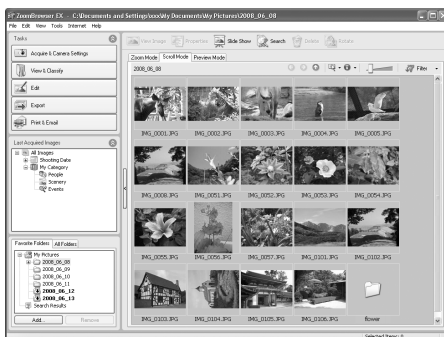 ZoomBrowser EX - C:\Documents and Settings\xxx\My Documents\My Pictures\2008_06_08
File Edit View Tools Internet Help
Tasks
Acquire & Camera Settings
View & Classify
Edit
Export
Print & Email
Last Acquired Images
All Images
Shooting Date
My Category
People
Scenery
Events
Favorite Folders All Folders
My Pictures
2008_06_08
2008_06_09
2008_06_10
2008_06_11
2008_06_12
2008_06_13
Search Results
Add... Remove
View Image Properties Slide Show Search Delete Rotate
Zoom Mode Scroll Mode Preview Mode
2008_06_08 Filter
IMG_0001.JPG IMG_0002.JPG IMG_0003.JPG IMG_0004.JPG IMG_0005.JPG
IMG_0008.JPG IMG_0051.JPG IMG_0052.JPG IMG_0053.JPG IMG_0054.JPG
IMG_0055.JPG IMG_0056.JPG IMG_0057.JPG IMG_0101.JPG IMG_0102.JPG
IMG_0103.JPG IMG_0104.JPG IMG_0105.JPG IMG_0106.JPG flower
Selected Items: 0